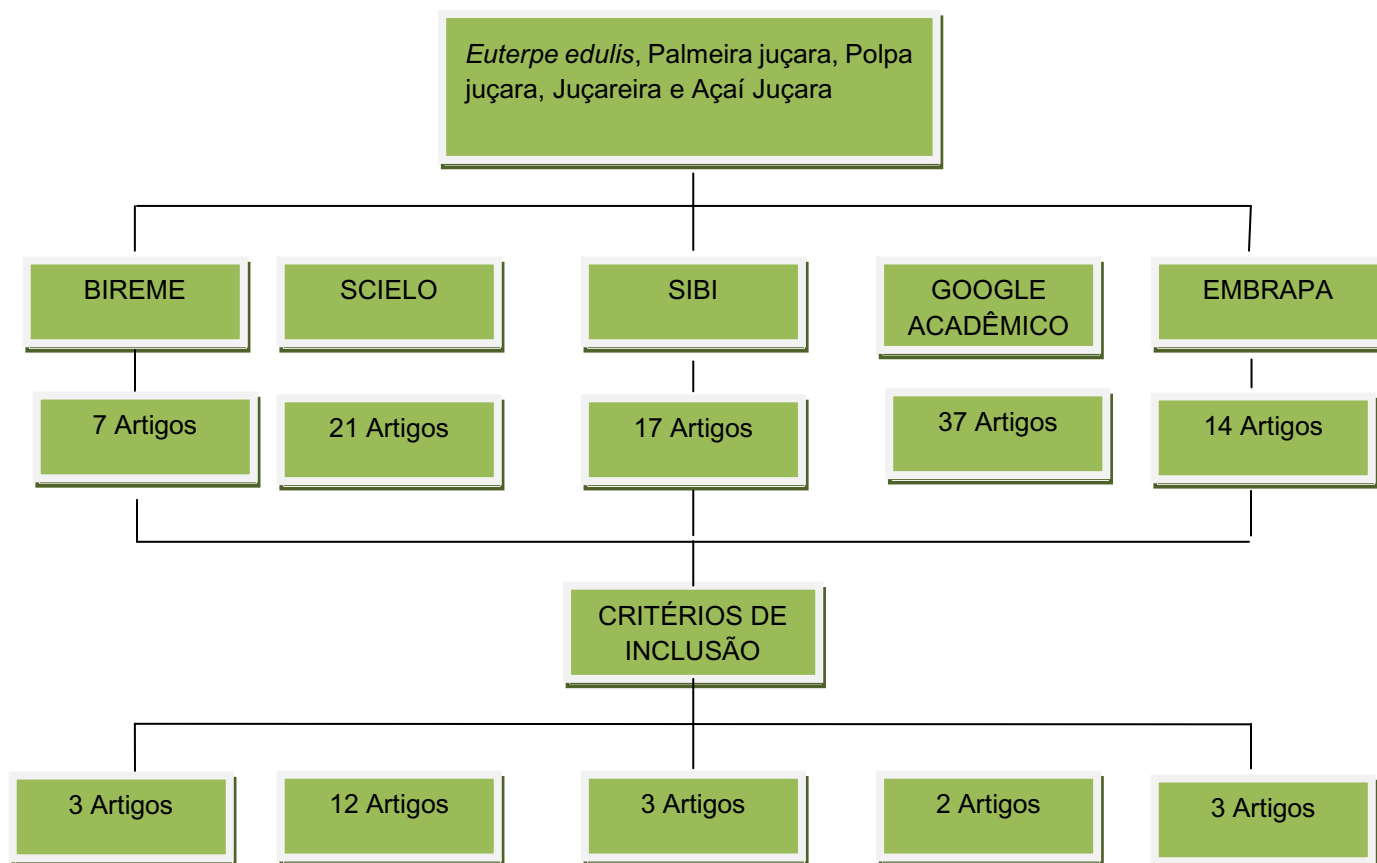 Euterpe edulis, Palmeira juçara, Polpa
juçara, Juçareira e Açaí Juçara
BIREME
SCIELO
SIBI
GOOGLE
ACADÊMICO
EMBRAPA
7 Artigos
21 Artigos
17 Artigos
37 Artigos
14 Artigos
CRITÉRIOS DE
INCLUSÃO
3 Artigos
12 Artigos
3 Artigos
2 Artigos
3 Artigos